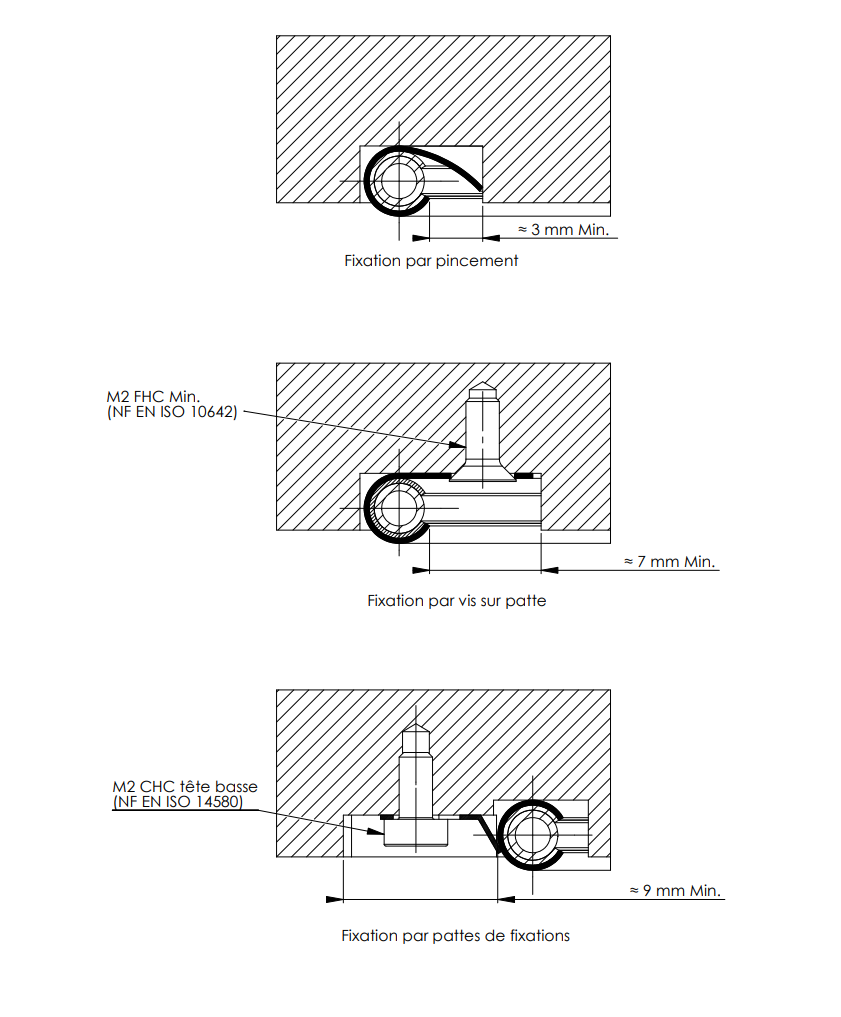 ≈ 3 mm Min.
Fixation par pincement
M2 FHC Min.
(NF EN ISO 10642)
≈ 7 mm Min.
Fixation par vis sur patte
M2 CHC tête basse
(NF EN ISO 14580)
≈ 9 mm Min.
Fixation par pattes de fixations